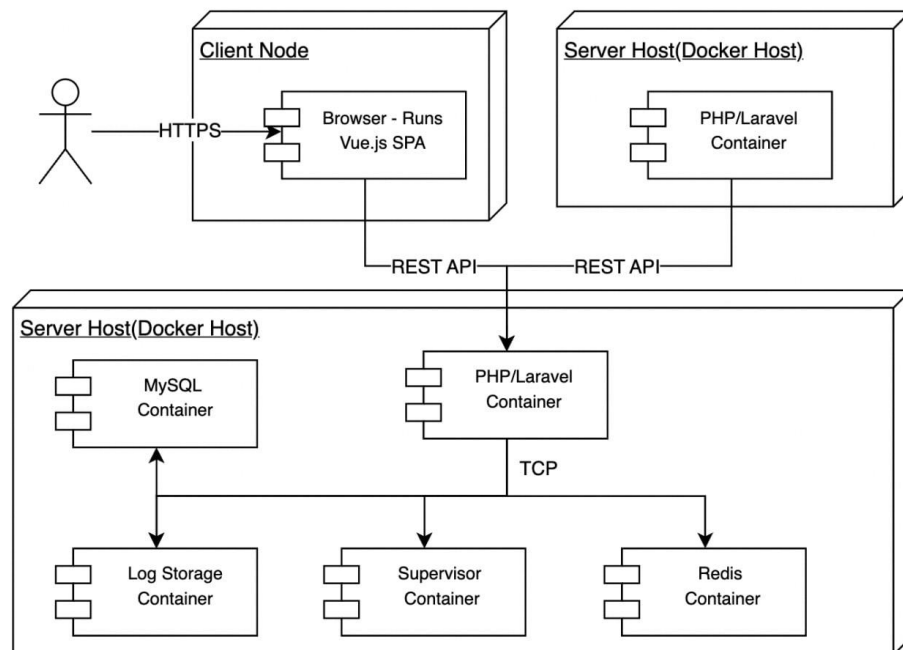 Client Node
Server Host(Docker Host)
HTTPS
Browser - Runs
Vue.js SPA
PHP/Laravel
Container
REST API
REST API
Server Host(Docker Host)
MySQL
Container
PHP/Laravel
Container
TCP
Log Storage
Container
Supervisor
Container
Redis
Container